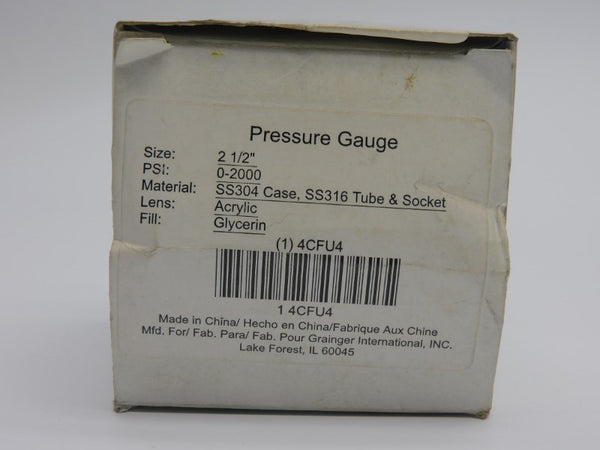 Pressure Gauge
Size: 2 1/2"
PSI: 0-2000
Material: SS304 Case, SS316 Tube & Socket
Lens: Acrylic
Fill: Glycerin
(1) 4CFU4
1 4CFU4
Made in China/ Hecho en China/Fabrique Aux Chine
Mfd. For/ Fab. Para/ Fab. Pour Grainger International, INC.
Lake Forest, IL 60045